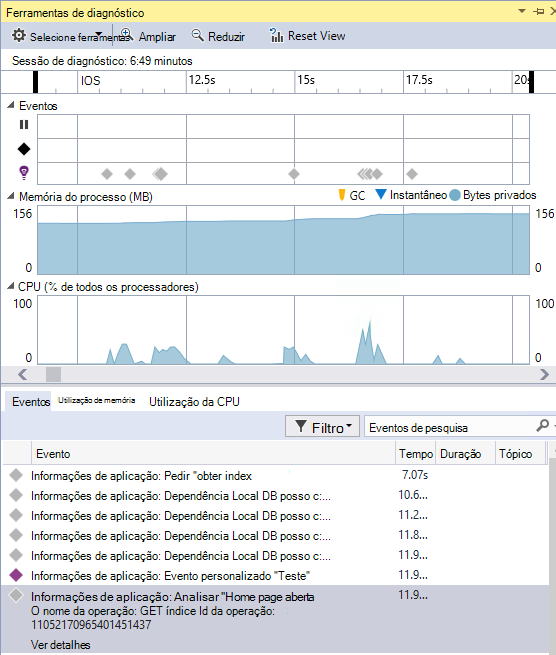 Ferramentas de diagnóstico
Selecione ferramentas Ampliar Reduzir Reset View
Sessão de diagnóstico: 6:49 minutos
IOS 12.5s 15s 17.5s 20s
Eventos
Memória do processo (MB) GC Instantâneo Bytes privados
156 156
0 0
CPU (% de todos os processadores)
100 100
0 0
Eventos Utilização de memória Utilização da CPU
Filtro Eventos de pesquisa
Evento Tempo Duração Tópico
Informações de aplicação: Pedir "obter index 7.07s
Informações de aplicação: Dependência Local DB posso c:... 10.6...
Informações de aplicação: Dependência Local DB posso c:... 11.2...
Informações de aplicação: Dependência Local DB posso c:... 11.8...
Informações de aplicação: Dependência Local DB posso c:... 11.9...
Informações de aplicação: Evento personalizado "Teste" 11.9...
Informações de aplicação: Analisar "Home page aberta 11.9...
O nome da operação: GET índice Id da operação:
11052170965401451437
Ver detalhes